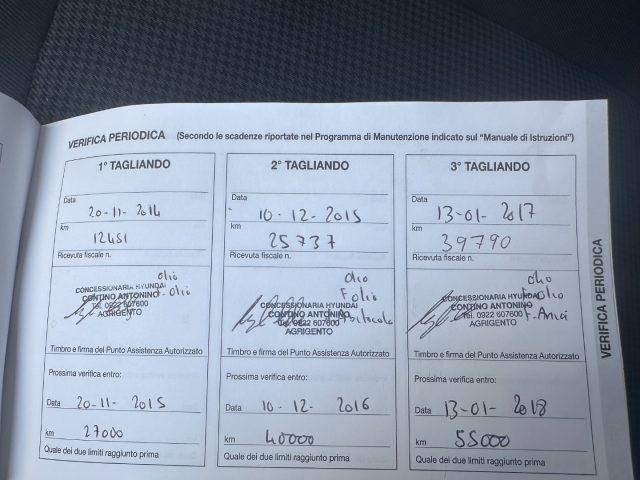 VERIFICA PERIODICA (Secondo le scadenze riportate nel Programma di Manutenzione indicato sul "Manuale di Istruzioni")
1° TAGLIANDO
Data
20-11-2014
km
12451
Ricevuta fiscale n.
olio
F-olio
CONCESSIONARIA HYUNDAI
CONTINO ANTONINO
Tel. 0922 607600
AGRIGENTO
Timbro e firma del Punto Assistenza Autorizzato
Prossima verifica entro:
Data 20-11-2015
km 27000
Quale dei due limiti raggiunto prima
2° TAGLIANDO
Data
10-12-2015
km
25737
Ricevuta fiscale n.
Olio
F olio
CONCESSIONARIA HYUNDAI
CONTINO ANTONINO
Tel. 0922 607600
AGRIGENTO
Timbro e firma del Punto Assistenza Autorizzato
Prossima verifica entro:
Data 10-12-2016
km 40000
Quale dei due limiti raggiunto prima
3° TAGLIANDO
Data
13-01-2017
km
39790
Ricevuta fiscale n.
olio
F-olio
F.
CONCESSIONARIA HYUNDAI
CONTINO ANTONINO
Tel. 0922 607600
AGRIGENTO
Timbro e firma del Punto Assistenza Autorizzato
Prossima verifica entro:
Data 13-01-2018
km 55000
Quale dei due limiti raggiunto prima
VERIFICA PERIODICA